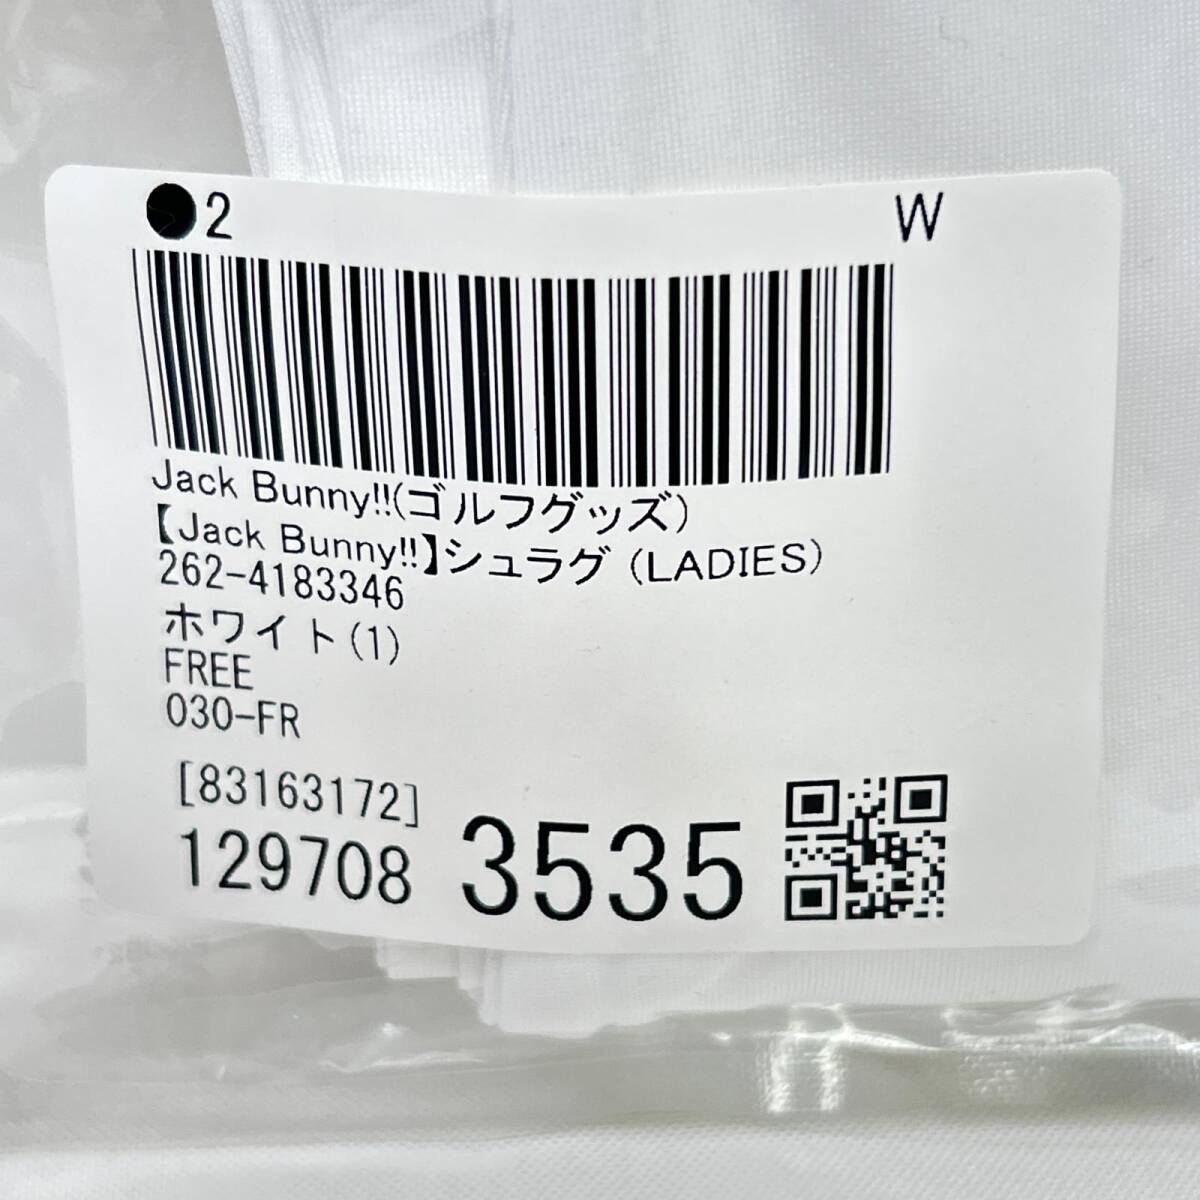 ●2 W
Jack Bunny!!(ゴルフグッズ)
【Jack Bunny!!】シュラグ (LADIES)
262-4183346
ホワイト(1)
FREE
030-FR
[83163172]
129708 3535